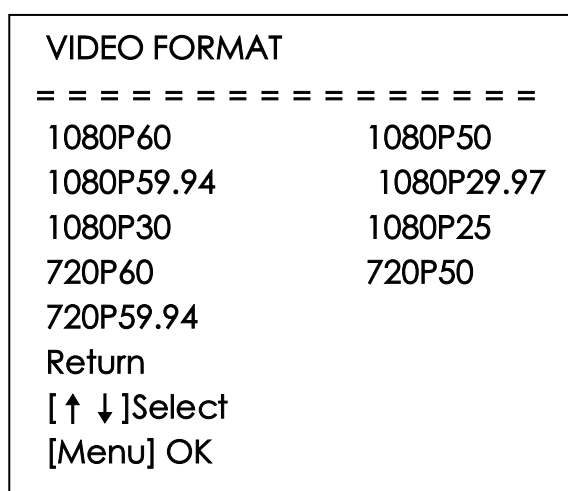 VIDEO FORMAT
= = = = = = = = = = = = = = = =
1080P60 1080P50
1080P59.94 1080P29.97
1080P30 1080P25
720P60 720P50
720P59.94
Return
[↑ ↓]Select
[Menu] OK